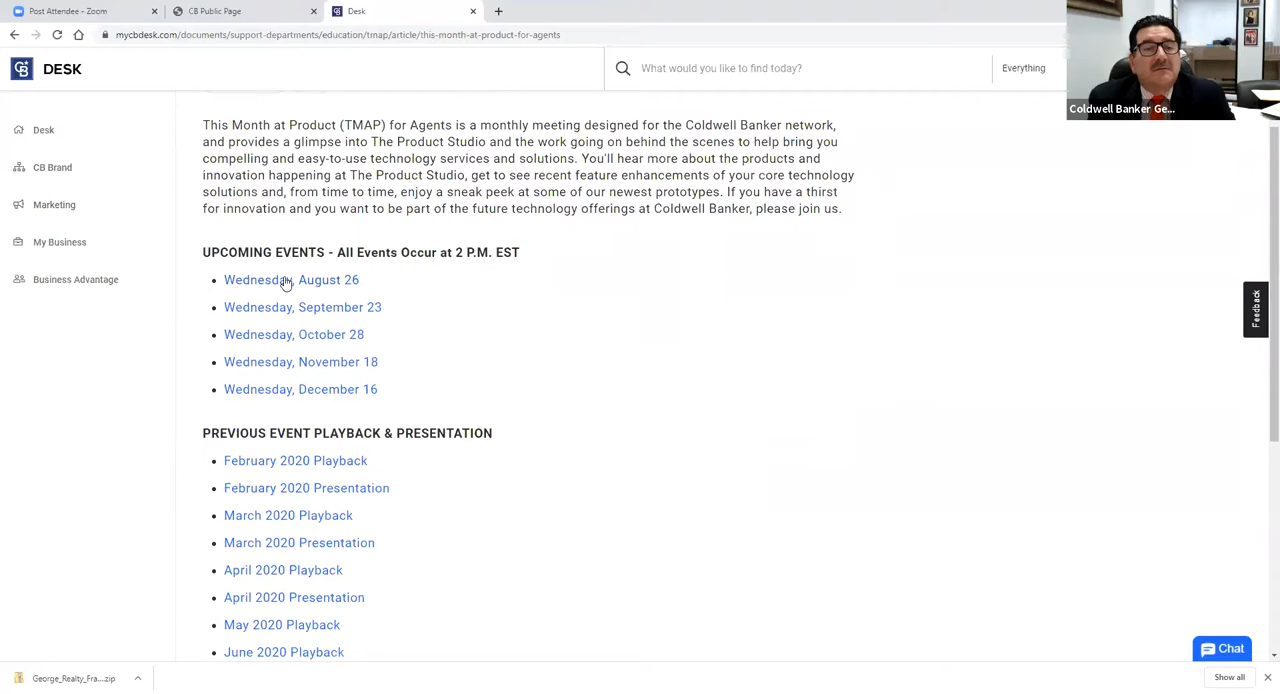 Post Attendee - Zoom
CB Public Page
Desk
mycbdesk.com/documents/support-departments/education/tmap/article/this-month-at-product-for-agents
DESK
What would you like to find today?
Everything
Coldwell Banker Ge...
Desk
CB Brand
Marketing
My Business
Business Advantage
This Month at Product (TMAP) for Agents is a monthly meeting designed for the Coldwell Banker network,
and provides a glimpse into The Product Studio and the work going on behind the scenes to help bring you
compelling and easy-to-use technology services and solutions. You'll hear more about the products and
innovation happening at The Product Studio, get to see recent feature enhancements of your core technology
solutions and, from time to time, enjoy a sneak peek at some of our newest prototypes. If you have a thirst
for innovation and you want to be part of the future technology offerings at Coldwell Banker, please join us.
UPCOMING EVENTS - All Events Occur at 2 P.M. EST
Wednesday, August 26
Wednesday, September 23
Wednesday, October 28
Wednesday, November 18
Wednesday, December 16
PREVIOUS EVENT PLAYBACK & PRESENTATION
February 2020 Playback
February 2020 Presentation
March 2020 Playback
March 2020 Presentation
April 2020 Playback
April 2020 Presentation
May 2020 Playback
June 2020 Playback
Feedback
Chat
George_Realty_Fra....zip
Show all